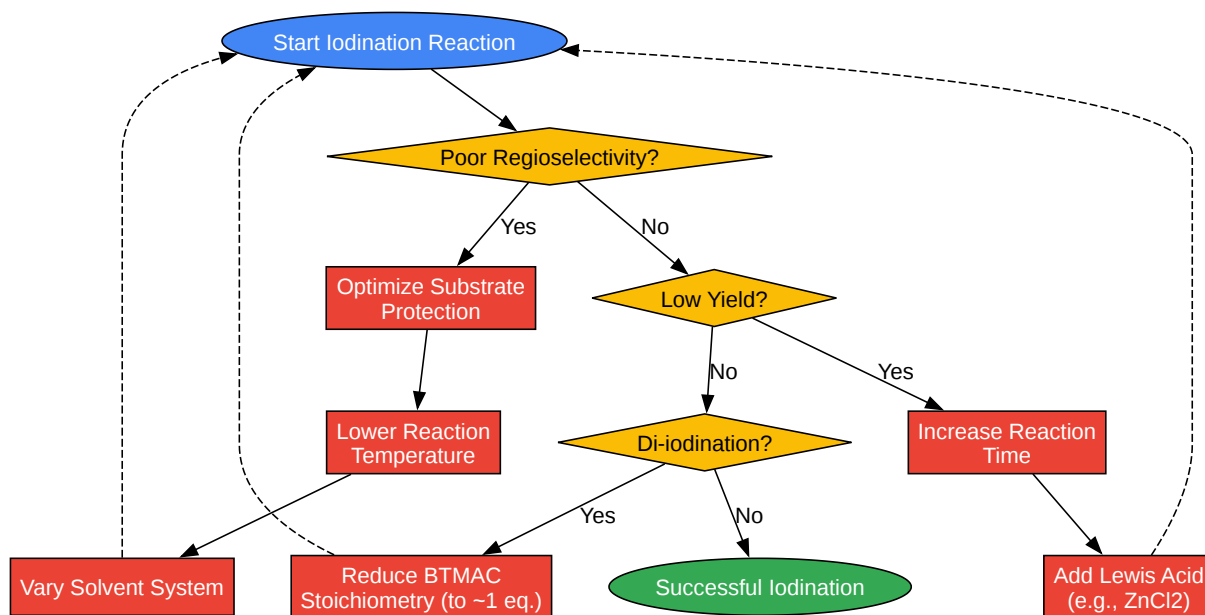 Start Iodination Reaction
Poor Regioselectivity?
Yes
No
Optimize Substrate
Protection
Low Yield?
No
Yes
Lower Reaction
Temperature
Di-iodination?
Increase Reaction
Time
Yes
No
Vary Solvent System
Reduce BTMAC
Stoichiometry (to ~1 eq.)
Successful Iodination
Add Lewis Acid
(e.g., ZnCl2)